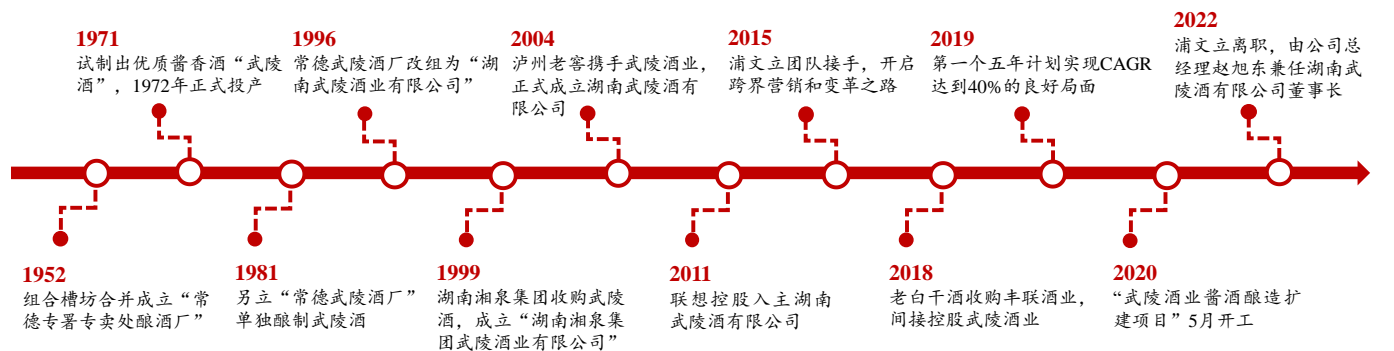 1971
试制出优质酱香酒“武陵
酒”，1972年正式投产
1996
常德武陵酒厂改组为“湖
南武陵酒业有限公司”
2004
泸州老窖携手武陵酒业，
正式成立湖南武陵酒有
限公司
2015
浦文立团队接手，开启
跨界营销和变革之路
2019
第一个五年计划实现CAGR
达到40%的良好局面
2022
浦文立离职，由公司总
经理赵旭东兼任湖南武
陵酒有限公司董事长
1952
组合槽坊合并成立“常
德专署专卖处酿酒厂”
1981
另立“常德武陵酒厂”
单独酿制武陵酒
1999
湖南湘泉集团收购武陵
酒，成立“湖南湘泉集
团武陵酒业有限公司”
2011
联想控股入主湖南
武陵酒有限公司
2018
老白干酒收购丰联酒业，
间接控股武陵酒业
2020
“武陵酒业酱酒酿造扩
建项目”5月开工